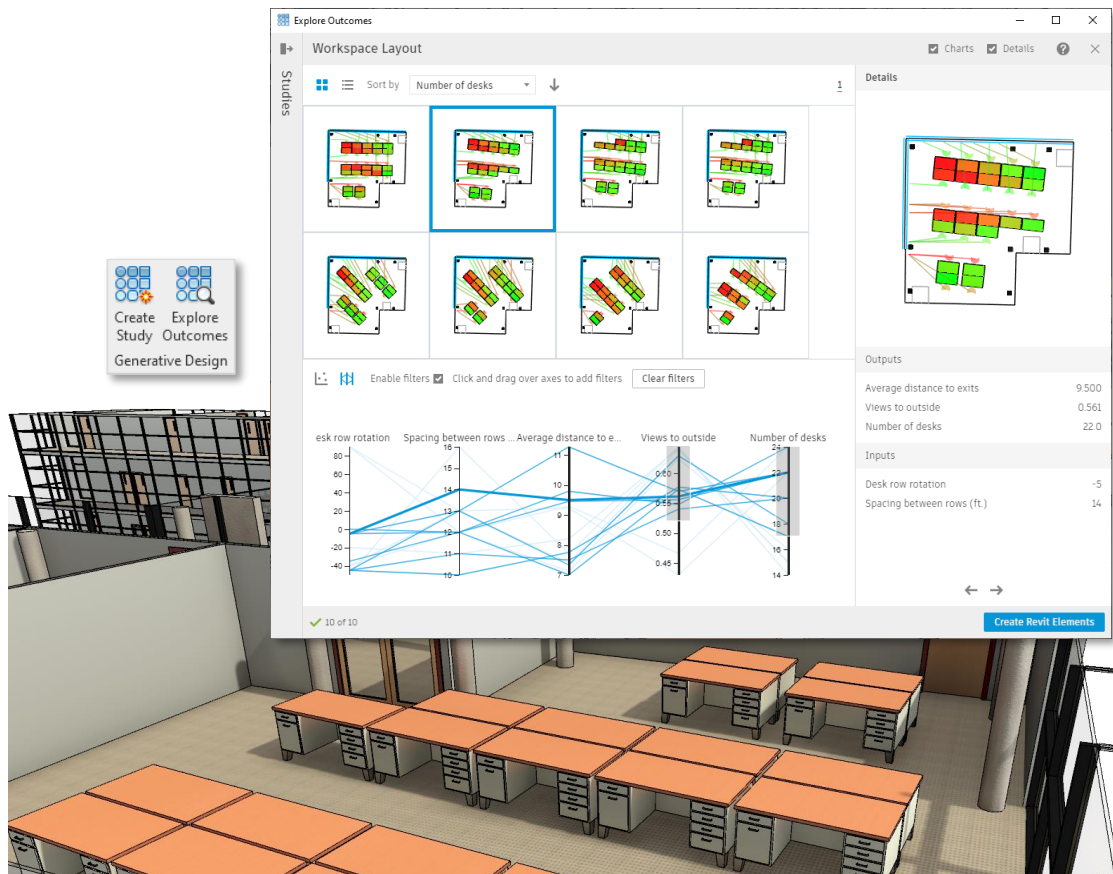 Explore Outcomes
Workspace Layout
Charts
Details
Studies
Sort by
Number of desks
1
Details
Create Study
Explore Outcomes
Generative Design
Outputs
Average distance to exits 9.500
Views to outside 0.561
Number of desks 22.0
Inputs
Desk row rotation -5
Spacing between rows (ft.) 14
Enable filters
Click and drag over axes to add filters
Clear filters
esk row rotation
Spacing between rows ...
Average distance to e...
Views to outside
Number of desks
80
60
40
20
0
-20
-40
16
15
14
13
12
11
10
11
10
9
8
7
0.60
0.55
0.50
0.45
24
22
20
18
16
14
10 of 10
Create Revit Elements